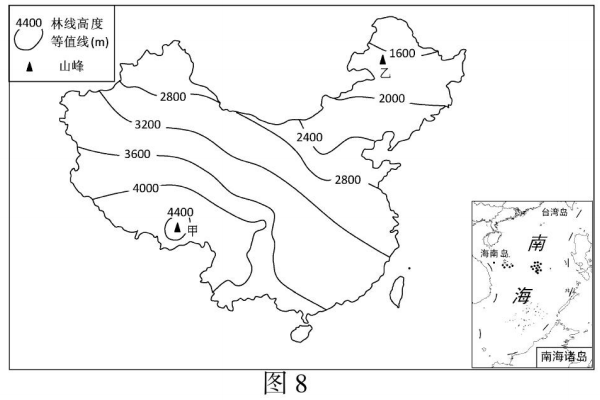 4400 林线高度
等值线(m)
山峰
1600
乙
2000
2800
2400
3200
3600
2800
4000
4400
甲
台湾岛
南
海南岛
海
南海诸岛
图 8